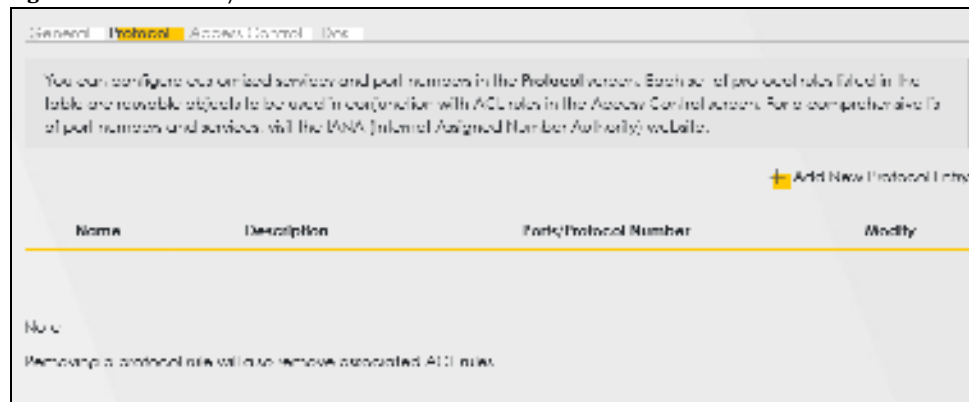 General Protocol Access Control Dos
You can configure customized services and port numbers in the Protocol screen. Each set of protocol rules listed in the
table are reusable objects to be used in conjunction with ACL rules in the Access Control screen. For a comprehensive lis
of port numbers and services, visit the IANA (Internet Assigned Number Authority) website.
Add New Protocol Entry
Name Description Ports/Protocol Number Modify
Note
Removing a protocol rule will also remove associated ACL rules